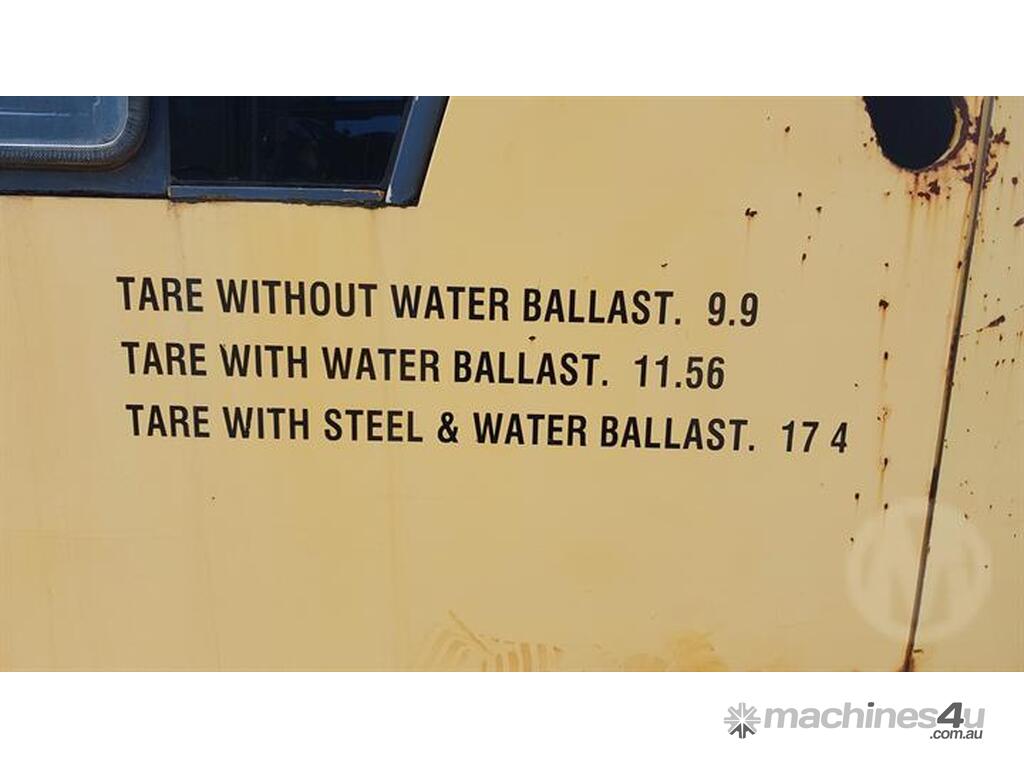 TARE WITHOUT WATER BALLAST. 9.9
TARE WITH WATER BALLAST. 11.56
TARE WITH STEEL & WATER BALLAST. 17 4
M
machines4u
.com.au